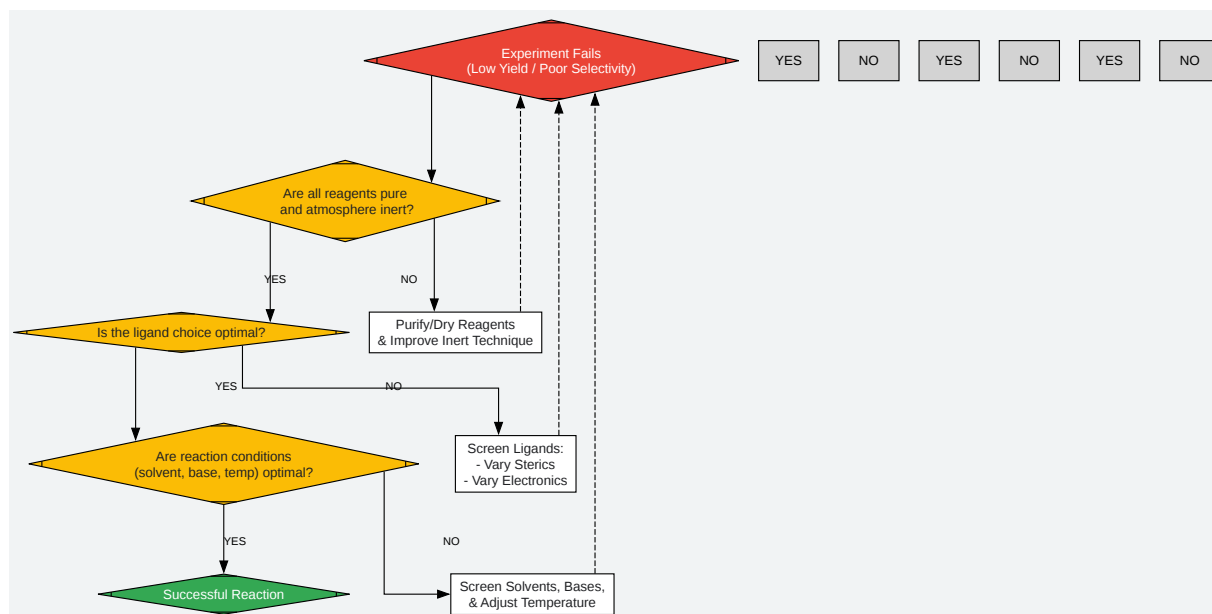 Experiment Fails
(Low Yield / Poor Selectivity)
YES
NO
YES
NO
YES
NO
Are all reagents pure
and atmosphere inert?
YES
NO
Purify/Dry Reagents
& Improve Inert Technique
Is the ligand choice optimal?
YES
NO
Screen Ligands:
- Vary Sterics
- Vary Electronics
Are reaction conditions
(solvent, base, temp) optimal?
YES
NO
Successful Reaction
Screen Solvents, Bases,
& Adjust Temperature